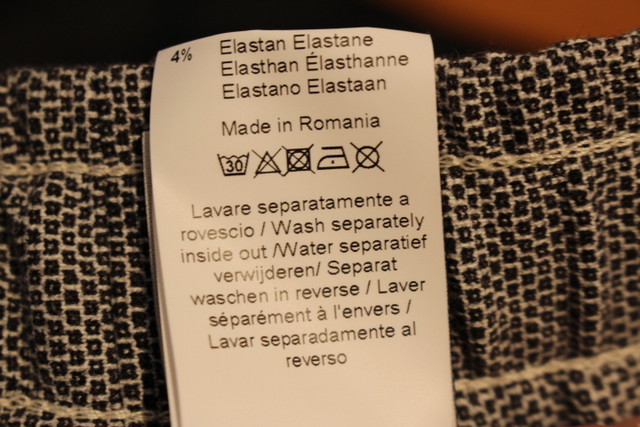 4% Elastan Elastane
Elasthan Élasthanne
Elastano Elastaan
Made in Romania
30
Lavare separatamente a
rovescio / Wash separately
inside out /Water separatief
verwijderen/ Separat
waschen in reverse / Laver
séparément à l'envers /
Lavar separadamente al
reverso